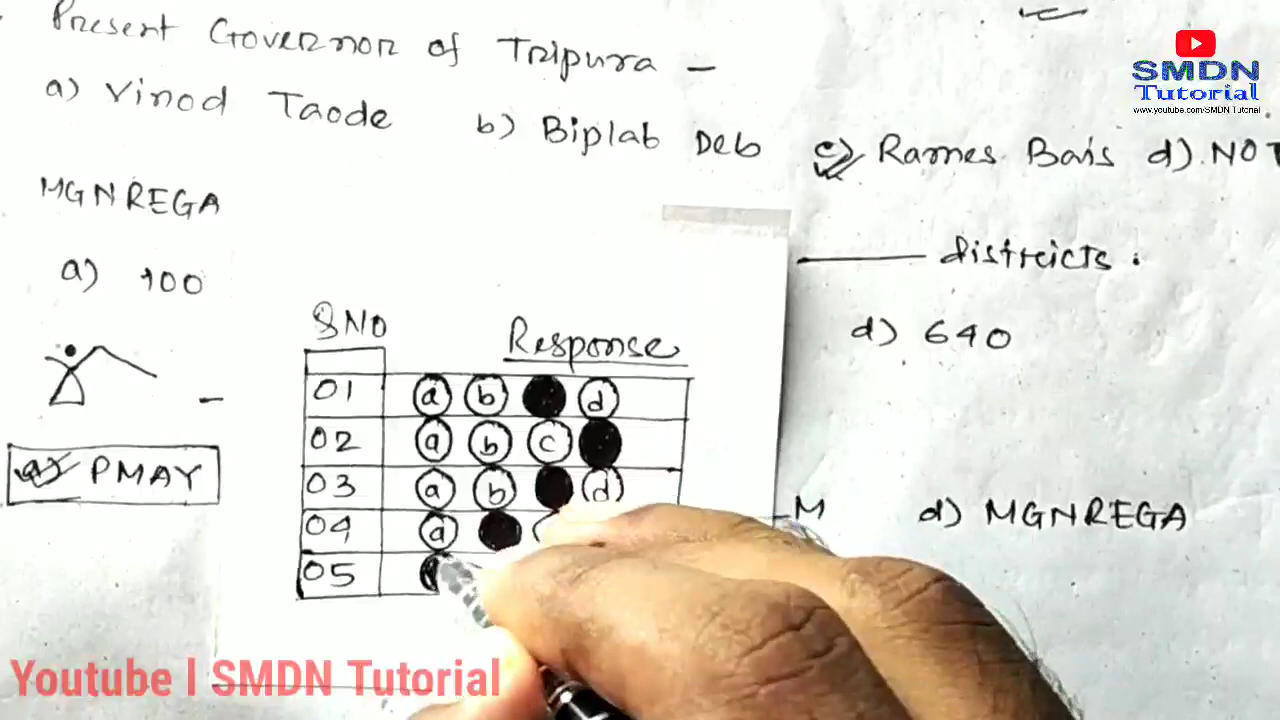 Present Governor of Tripura -
a) Vinod Taode b) Biplab Deb c) Rames Bais d) NOT
SMDN
Tutorial
www.youtube.com/SMDN Tutorial
MGNREGA
districts.
a) 100
d) 640
SNO Response
01 a b d
02 a b c
03 a b d
04 a
05
a) PMAY
M d) MGNREGA
Youtube l SMDN Tutorial